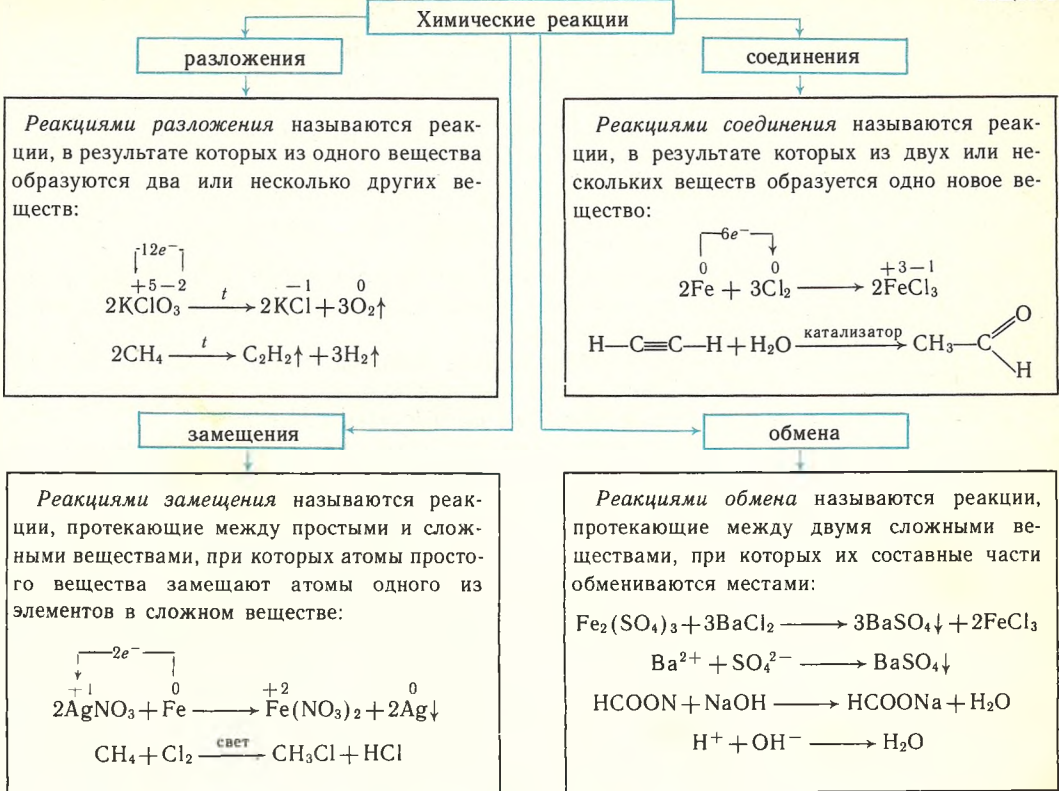 Химические реакции
разложения
Реакциями разложения называются реак-
ции, в результате которых из одного вещества
образуются два или несколько других ве-
ществ:
12e⁻
+5−2 −1 0
2KClO₃ t→ 2KCl+3O₂↑
2CH₄ t→ C₂H₂↑+3H₂↑
соединения
Реакциями соединения называются реак-
ции, в результате которых из двух или не-
скольких веществ образуется одно новое ве-
щество:
6e⁻
0 0 +3−1
2Fe + 3Cl₂ → 2FeCl₃
O
H—C≡C—H+H₂O катализатор→ CH₃—C
H
замещения
Реакциями замещения называются реак-
ции, протекающие между простыми и слож-
ными веществами, при которых атомы просто-
го вещества замещают атомы одного из
элементов в сложном веществе:
2e⁻
+1 0 +2 0
2AgNO₃+Fe → Fe(NO₃)₂+2Ag↓
CH₄+Cl₂ свет→ CH₃Cl+HCl
обмена
Реакциями обмена называются реакции,
протекающие между двумя сложными ве-
ществами, при которых их составные части
обмениваются местами:
Fe₂(SO₄)₃+3BaCl₂ → 3BaSO₄↓+2FeCl₃
Ba²⁺+SO₄²⁻ → BaSO₄↓
HCOON+NaOH → HCOONa+H₂O
H⁺+OH⁻ → H₂O